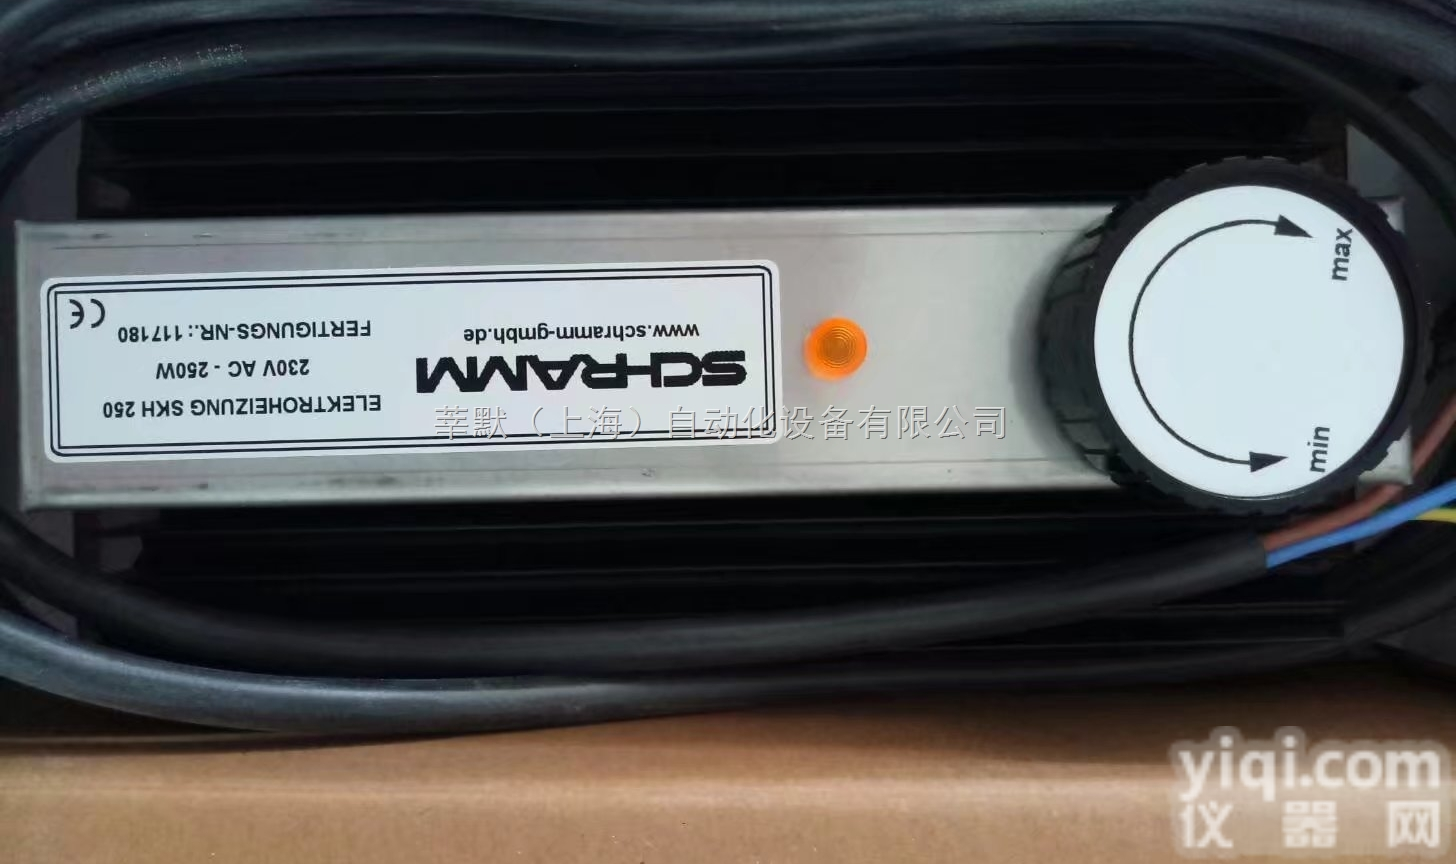 SCHRAMM
www.schramm-gmbh.de
ELEKTROHEIZUNG SKH 250
230V AC - 250W
FERTIGUNGS-NR.: 117180
CE
max
min
莘默（上海）自动化设备有限公司
yiqi.com
仪器网